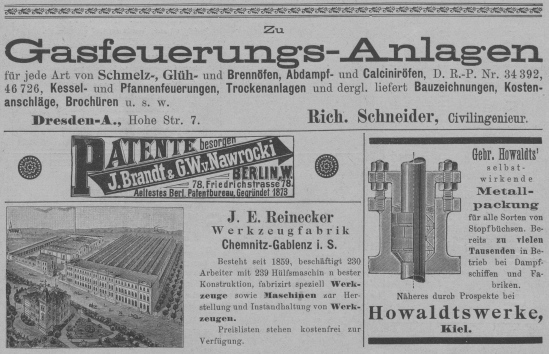 Zu
Gasfeuerungs-Anlagen
für jede Art von Schmelz-, Glüh- und Brennöfen, Abdampf- und Calciniröfen, D. R.-P. Nr. 34 392,
46 726, Kessel- und Pfannenfeuerungen, Trockenanlagen und dergl. liefert Bauzeichnungen, Kosten-
anschläge, Brochüren u. s. w.
Dresden-A., Hohe Str. 7. Rich. Schneider, Civilingenieur.
PATENTE besorgen
J. Brandt & G.W.v. Nawrocki
BERLIN, W.
78, Friedrichstrasse 78.
Aeltestes Berl. Patentbureau, Gegründet 1873
J. E. Reinecker
Werkzeugfabrik
Chemnitz-Gablenz i. S.
Besteht seit 1859, beschäftigt 230
Arbeiter mit 239 Hülfsmaschin n bester
Konstruktion, fabrizirt speziell Werk-
zeuge sowie Maschinen zur Her-
stellung und Instandhaltung von Werk-
zeugen.
Preislisten stehen kostenfrei zur
Verfügung.
Gebr. Howaldts'
selbst-
wirkende
Metall-
packung
für alle Sorten von
Stopfbüchsen. Be-
reits zu vielen
Tausenden in Be-
trieb bei Dampf-
schiffen und Fa-
briken.
Näheres durch Prospekte bei
Howaldtswerke,
Kiel.